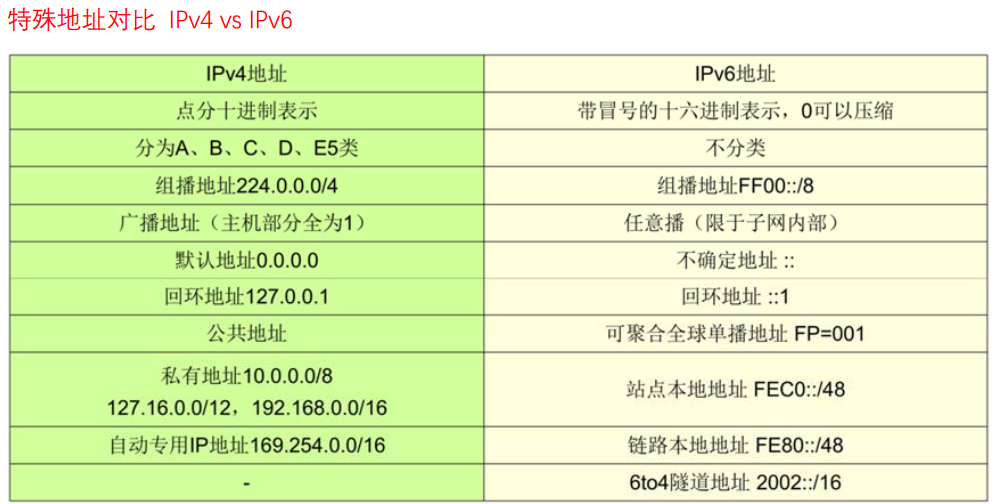 特殊地址对比 IPv4 vs IPv6
IPv4地址
IPv6地址
点分十进制表示
带冒号的十六进制表示，0可以压缩
分为A、B、C、D、E5类
不分类
组播地址224.0.0.0/4
组播地址FF00::/8
广播地址（主机部分全为1）
任意播（限于子网内部）
默认地址0.0.0.0
不确定地址 ::
回环地址127.0.0.1
回环地址 ::1
公共地址
可聚合全球单播地址 FP=001
私有地址10.0.0.0/8
127.16.0.0/12，192.168.0.0/16
站点本地地址 FEC0::/48
自动专用IP地址169.254.0.0/16
链路本地地址 FE80::/48
-
6to4隧道地址 2002::/16